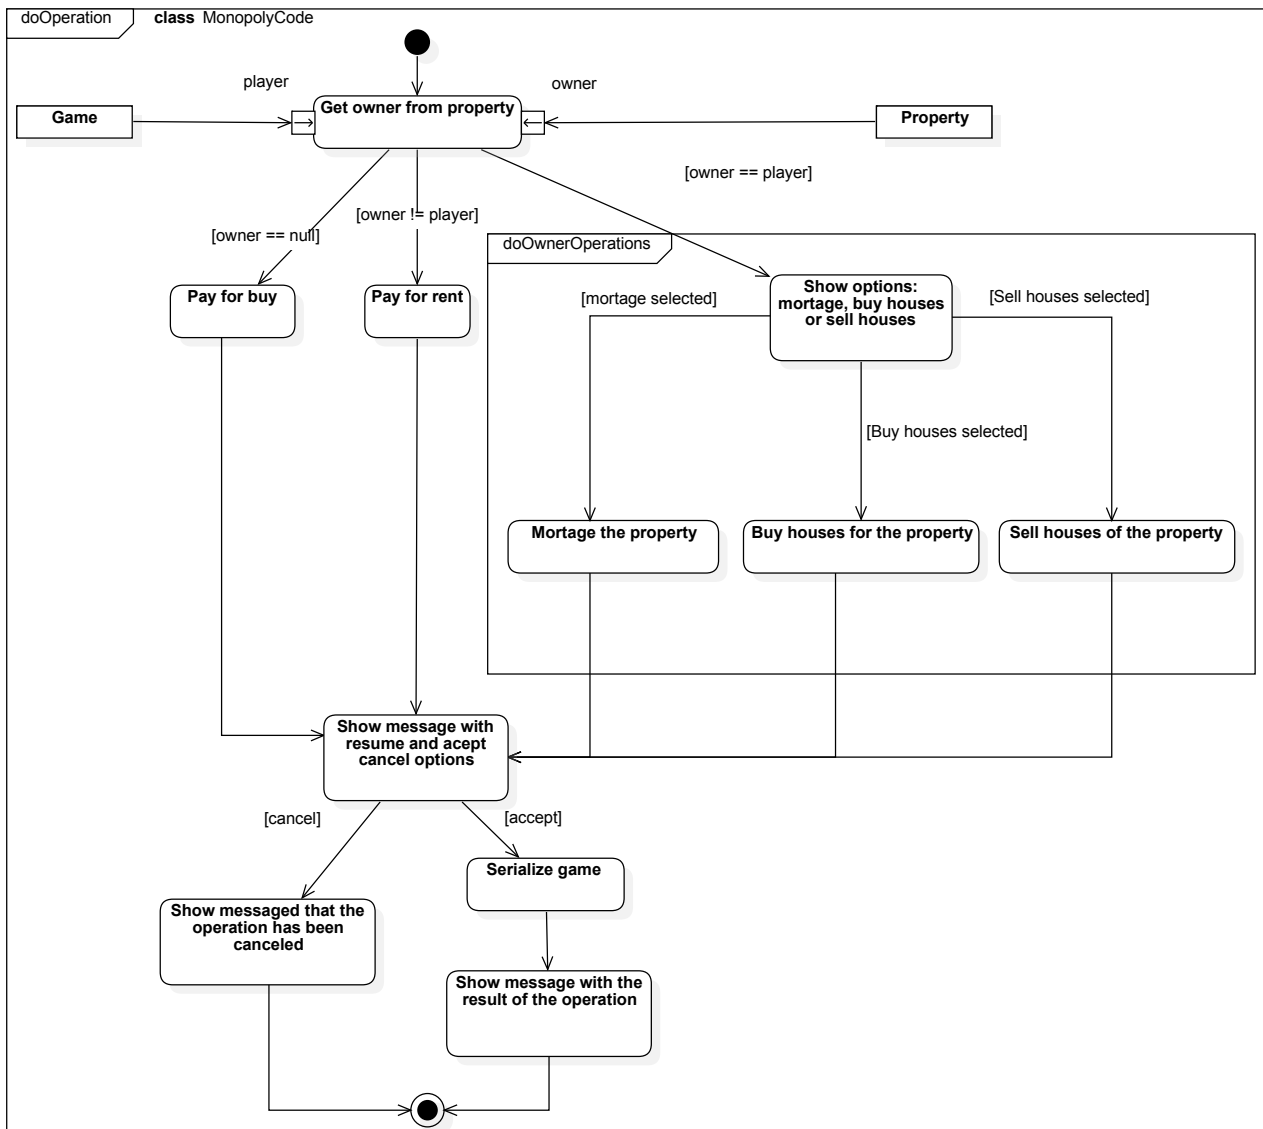 doOperation
class MonopolyCode
player
owner
Game
Get owner from property
Property
[owner == player]
[owner != player]
[owner == null]
doOwnerOperations
Pay for buy
Pay for rent
[mortage selected]
Show options:
mortage, buy houses
or sell houses
[Sell houses selected]
[Buy houses selected]
Mortage the property
Buy houses for the property
Sell houses of the property
Show message with
resume and acept
cancel options
[cancel]
[accept]
Serialize game
Show messaged that the
operation has been
canceled
Show message with the
result of the operation